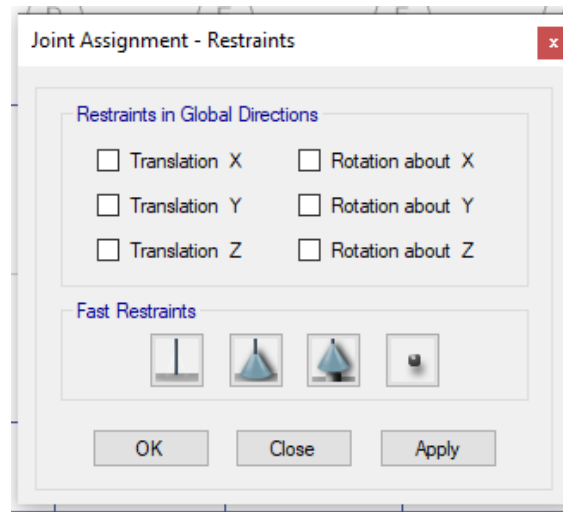 Joint Assignment - Restraints
x
Restraints in Global Directions
Translation X
Rotation about X
Translation Y
Rotation about Y
Translation Z
Rotation about Z
Fast Restraints
OK
Close
Apply